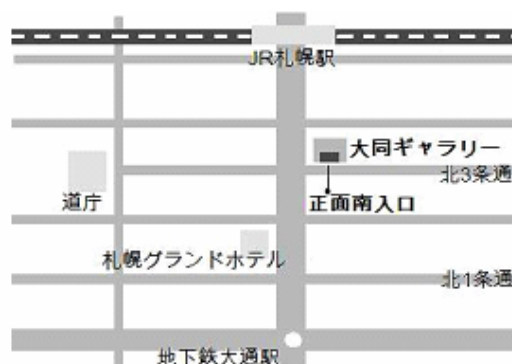 JR札幌駅
大同ギャラリー
北3条通
道庁
正面南入口
札幌グランドホテル
北1条通
地下鉄大通駅